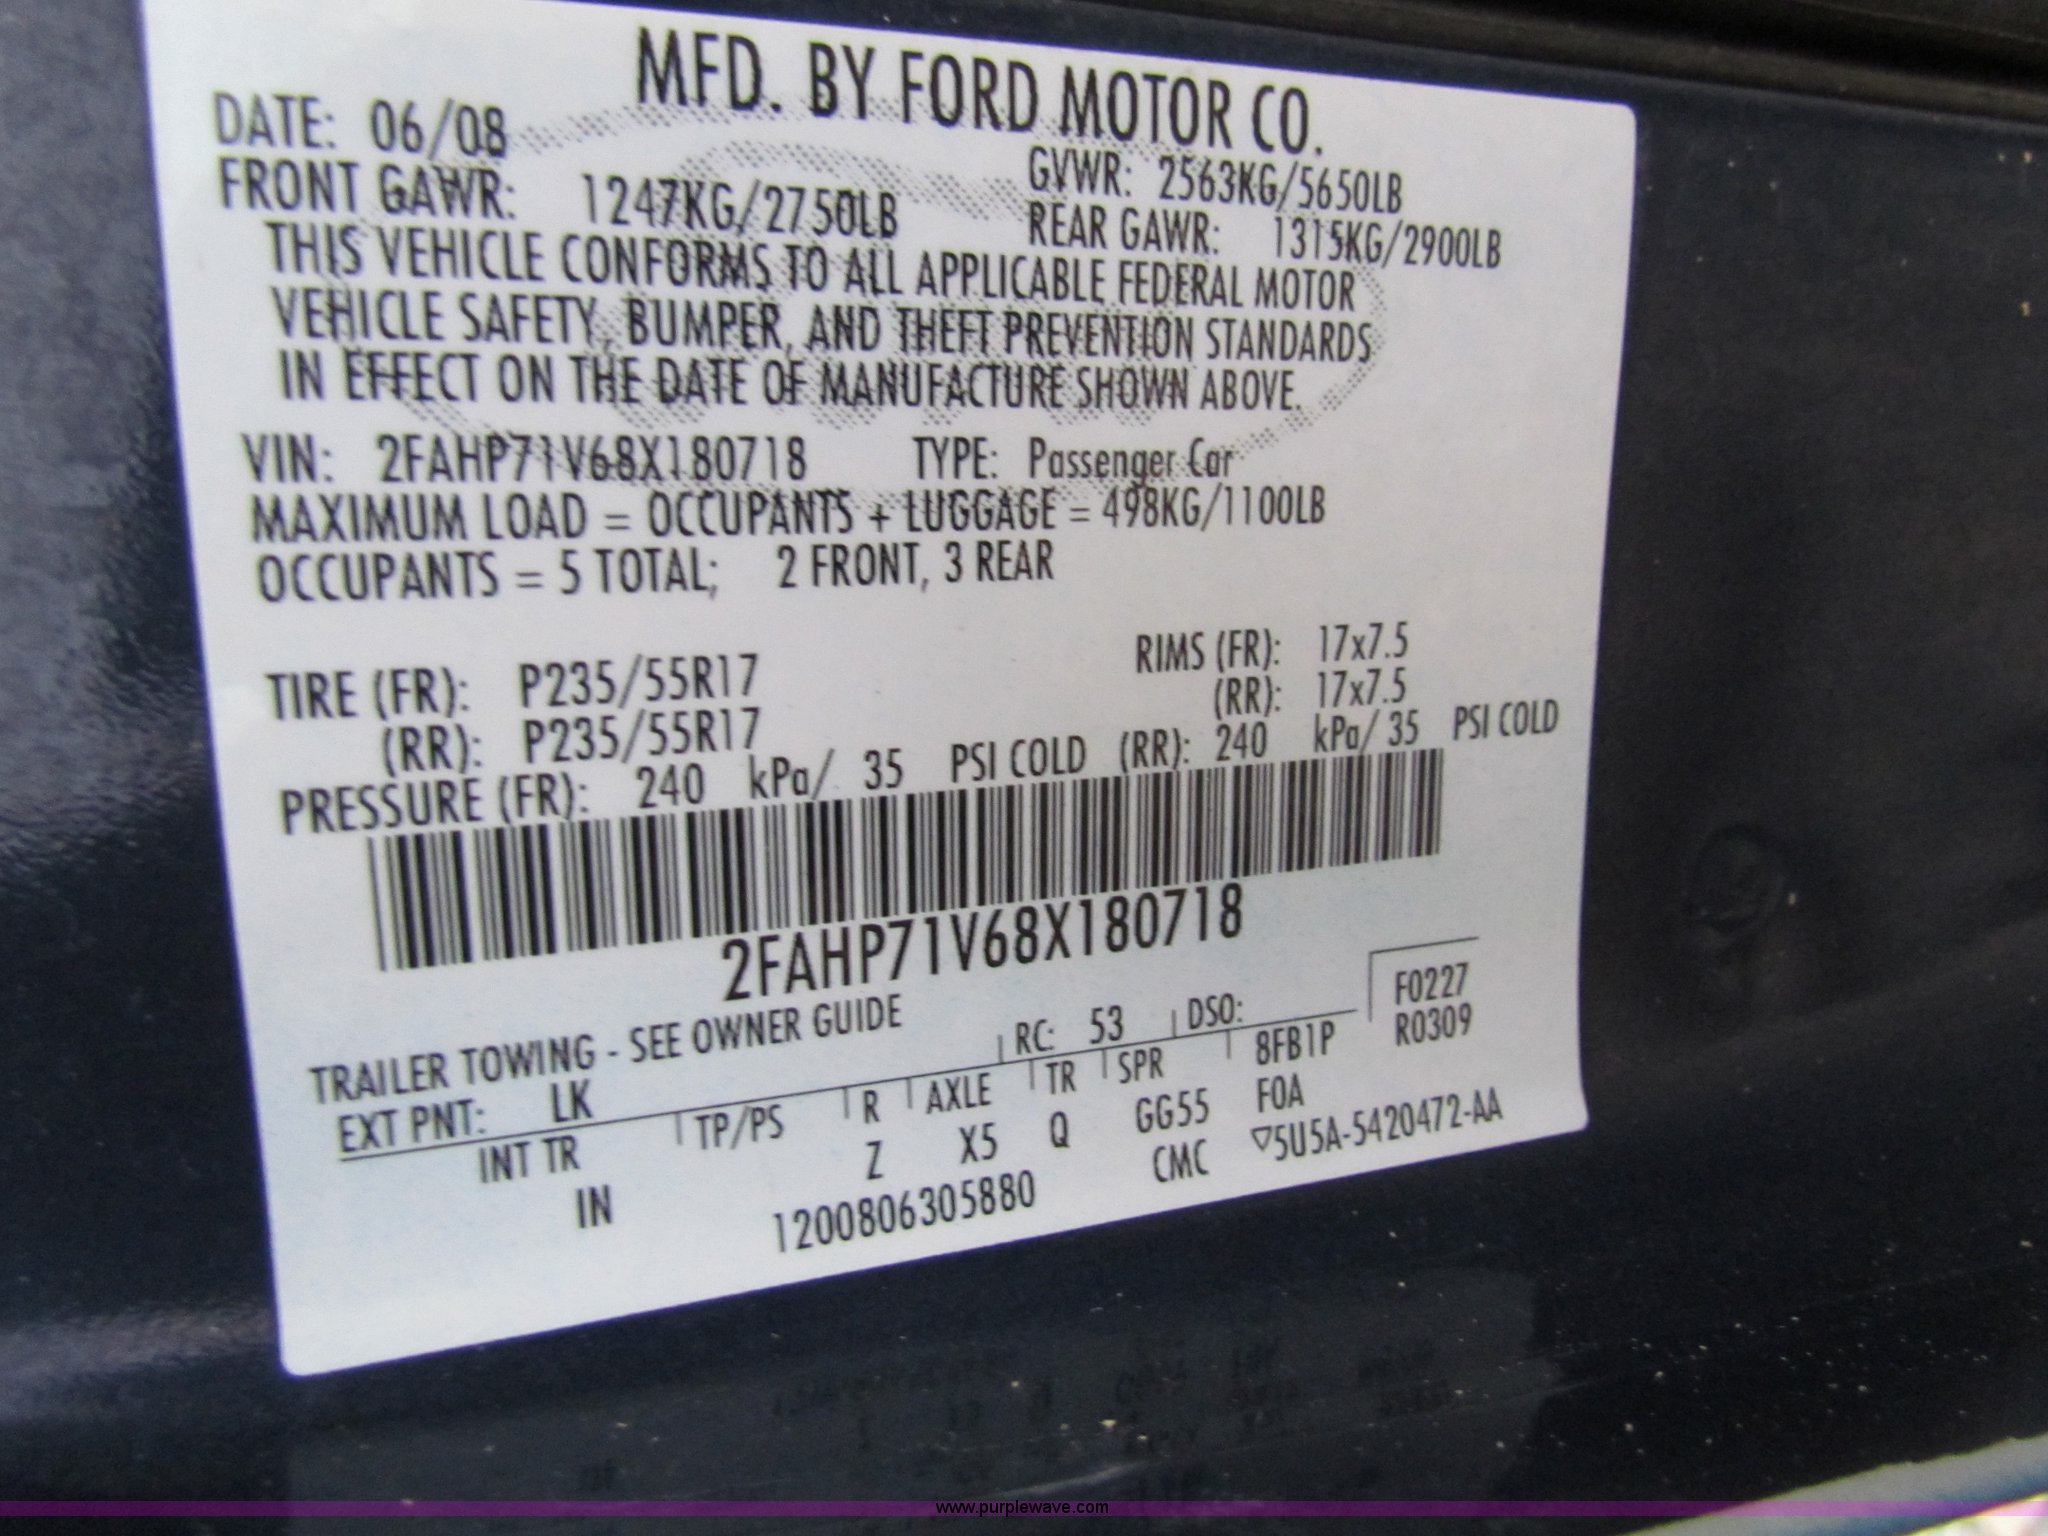 MFD. BY FORD MOTOR CO.
DATE: 06/08
GVWR: 2563KG/5650LB
FRONT GAWR: 1247KG/2750LB
REAR GAWR: 1315KG/2900LB
THIS VEHICLE CONFORMS TO ALL APPLICABLE FEDERAL MOTOR
VEHICLE SAFETY, BUMPER, AND THEFT PREVENTION STANDARDS
IN EFFECT ON THE DATE OF MANUFACTURE SHOWN ABOVE.
VIN: 2FAHP71V68X180718 TYPE: Passenger Car
MAXIMUM LOAD = OCCUPANTS + LUGGAGE = 498KG/1100LB
OCCUPANTS = 5 TOTAL; 2 FRONT, 3 REAR
TIRE (FR): P235/55R17 RIMS (FR): 17x7.5
(RR): P235/55R17 (RR): 17x7.5
PRESSURE (FR): 240 kPa/ 35 PSI COLD (RR): 240 kPa/ 35 PSI COLD
2FAHP71V68X180718
TRAILER TOWING - SEE OWNER GUIDE
F0227
R0309
EXT PNT: LK RC: 53 DSO:
INT TR TP/PS R AXLE TR SPR 8FB1P
IN Z X5 Q GG55 FOA
1200806305880 CMC ▽5U5A-5420472-AA
www.purplewave.com